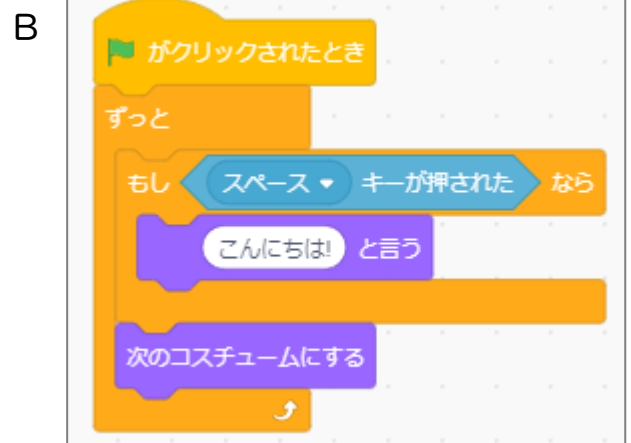 B
がクリックされたとき
ずっと
もし スペース キーが押された なら
こんにちは! と言う
次のコスチュームにする